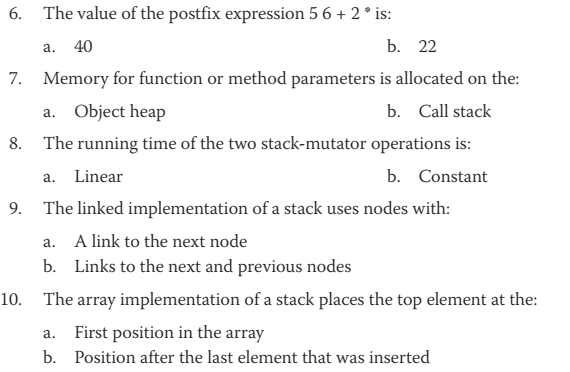 6. The value of the postfix expression 5 6 + 2 * is:
a. 40 b. 22
7. Memory for function or method parameters is allocated on the:
a. Object heap b. Call stack
8. The running time of the two stack-mutator operations is:
a. Linear b. Constant
9. The linked implementation of a stack uses nodes with:
a. A link to the next node
b. Links to the next and previous nodes
10. The array implementation of a stack places the top element at the:
a. First position in the array
b. Position after the last element that was inserted